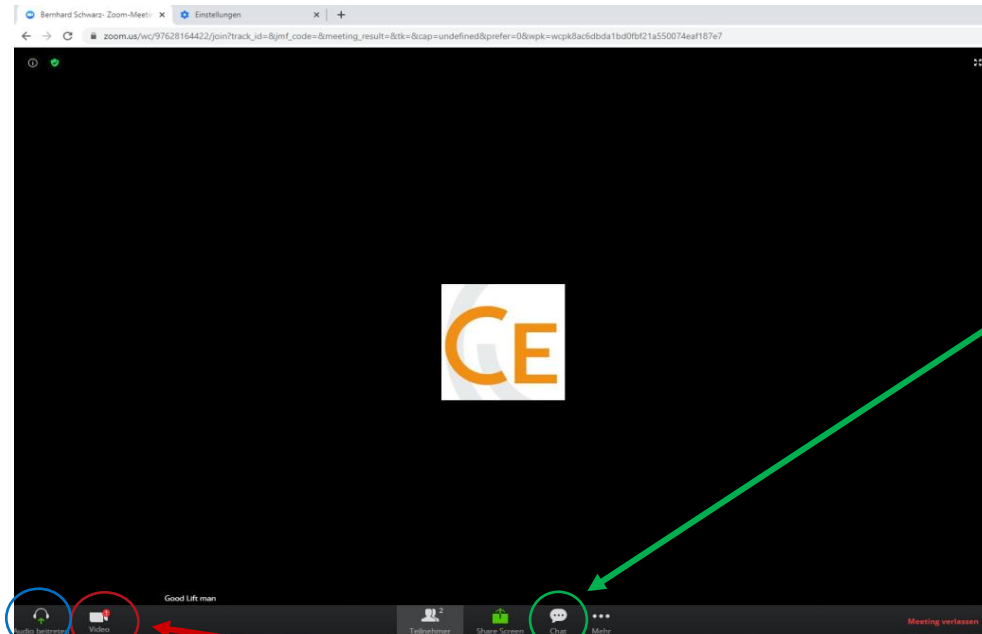 Bernhard Schwarz- Zoom-Meeti
Einstellungen
zoom.us/wc/97628164422/join?track_id=&jmf_code=&meeting_result=&tk=&cap=undefined&prefer=0&wpk=wcpk8ac6dbda1bd0fbf21a550074eaf187e7
CE
Good Lift man
Audio beitreten
Video
Teilnehmer
2
Share Screen
Chat
Mehr
Meeting verlassen